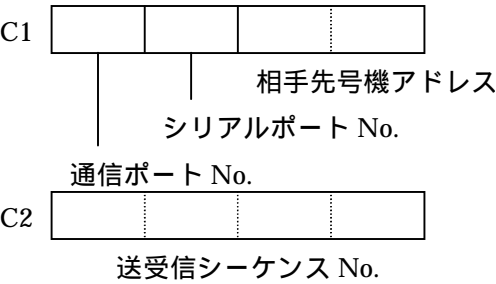 C1
相手先号機アドレス
シリアルポート No.
通信ポート No.
C2
送受信シーケンス No.